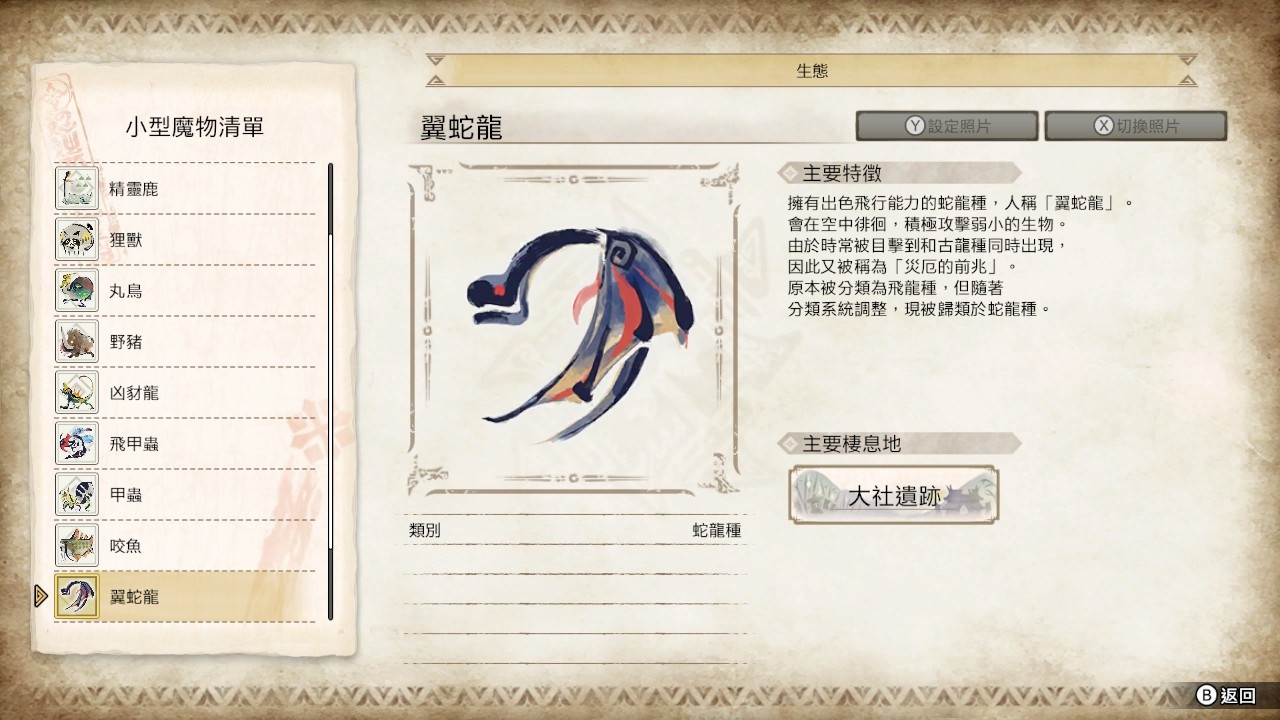 生態
小型魔物清單
精靈鹿
狸獸
丸鳥
野豬
凶豺龍
飛甲蟲
甲蟲
咬魚
翼蛇龍
翼蛇龍
Y設定照片
X切換照片
類別 蛇龍種
主要特徵
擁有出色飛行能力的蛇龍種，人稱「翼蛇龍」。
會在空中徘徊，積極攻擊弱小的生物。
由於時常被目擊到和古龍種同時出現，
因此又被稱為「災厄的前兆」。
原本被分類為飛龍種，但隨著
分類系統調整，現被歸類於蛇龍種。
主要棲息地
大社遺跡
B返回